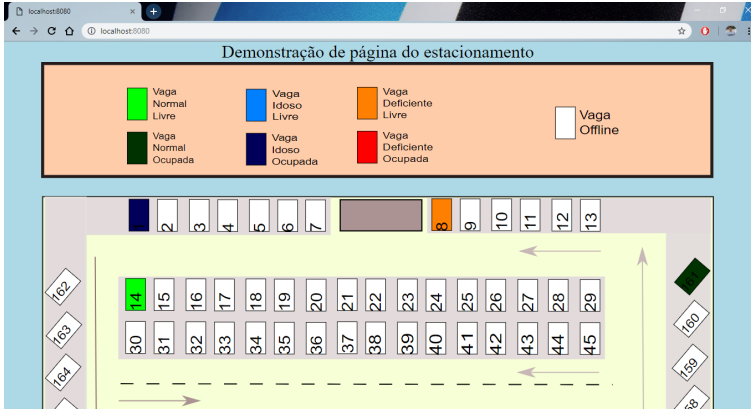 localhost:8080
localhost:8080
Demonstração de página do estacionamento
Vaga Normal Livre
Vaga Idoso Livre
Vaga Deficiente Livre
Vaga Offline
Vaga Normal Ocupada
Vaga Idoso Ocupada
Vaga Deficiente Ocupada
1 2 3 4 5 6 7 8 9 10 11 12 13
162 161
14 15 16 17 18 19 20 21 22 23 24 25 26 27 28 29
163 160
30 31 32 33 34 35 36 37 38 39 40 41 42 43 44 45
164 159